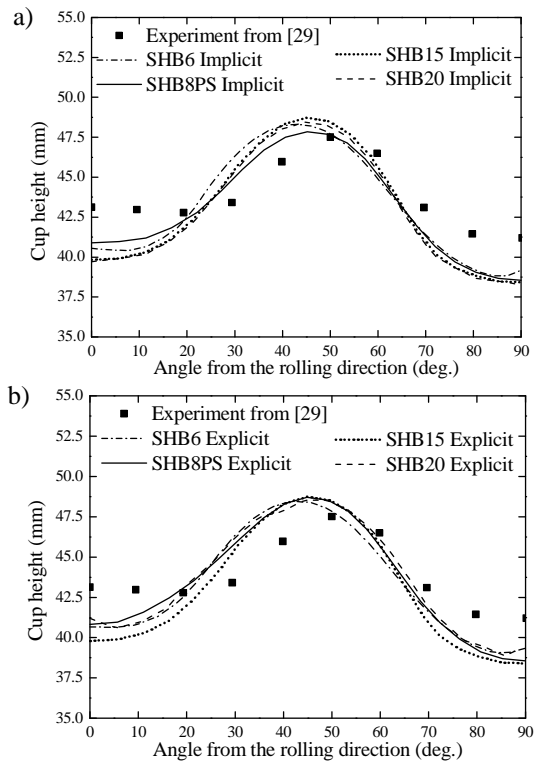 a)
55.0
52.5
50.0
47.5
45.0
42.5
40.0
37.5
35.0
Cup height (mm)
Experiment from [29]
SHB6 Implicit
SHB8PS Implicit
SHB15 Implicit
SHB20 Implicit
0 10 20 30 40 50 60 70 80 90
Angle from the rolling direction (deg.)
b)
55.0
52.5
50.0
47.5
45.0
42.5
40.0
37.5
35.0
Cup height (mm)
Experiment from [29]
SHB6 Explicit
SHB8PS Explicit
SHB15 Explicit
SHB20 Explicit
0 10 20 30 40 50 60 70 80 90
Angle from the rolling direction (deg.)